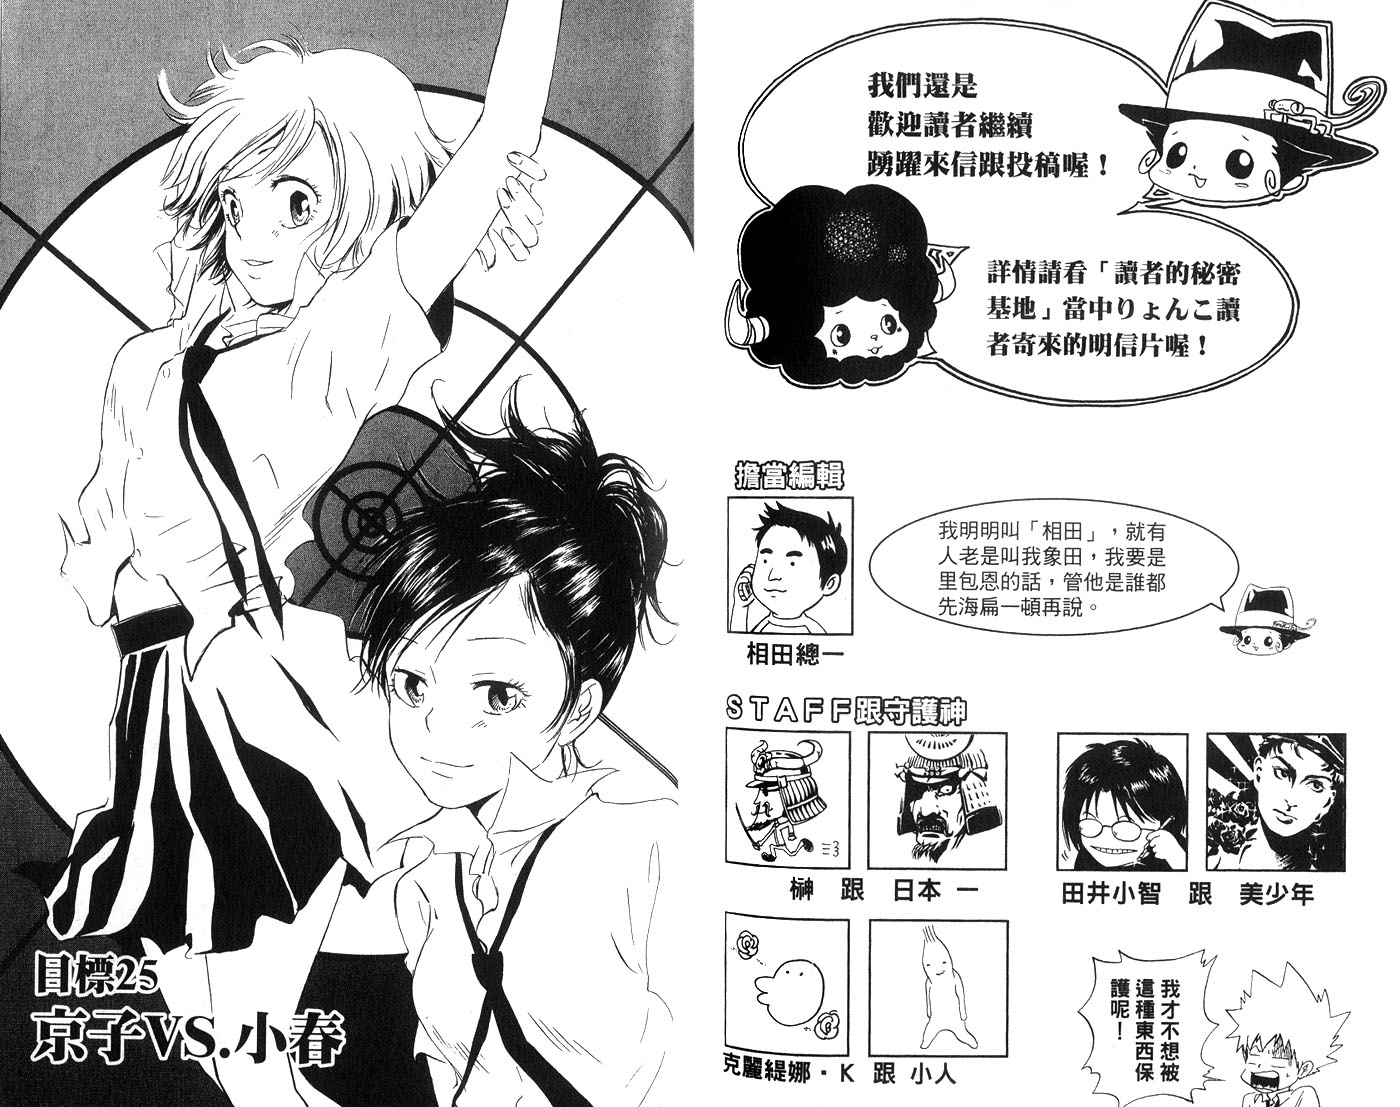 我們還是
歡迎讀者繼續
踴躍來信跟投稿喔！
詳情請看「讀者的秘密
基地」當中りょんこ讀
者寄來的明信片喔！
擔當編輯
我明明叫「相田」，就有
人老是叫我象田，我要是
里包恩的話，管他是誰都
先海扁一頓再說。
相田總一
STAFF跟守護神
榊 跟 日本 一
田井小智 跟 美少年
克麗緹娜・K 跟 小人
我才不想被
這種東西保
護呢！
目標25
京子VS.小春